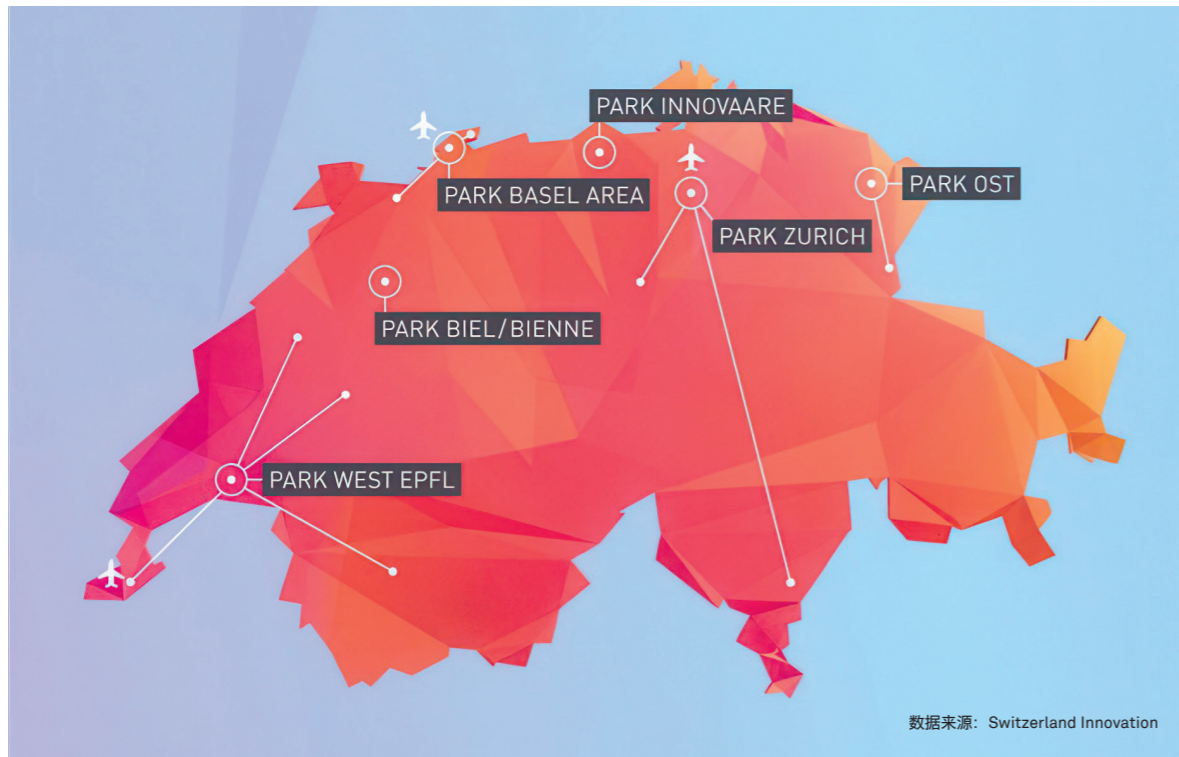 PARK INNOVAARE
PARK BASEL AREA
PARK OST
PARK ZURICH
PARK BIEL/BIENNE
PARK WEST EPFL
数据来源：Switzerland Innovation